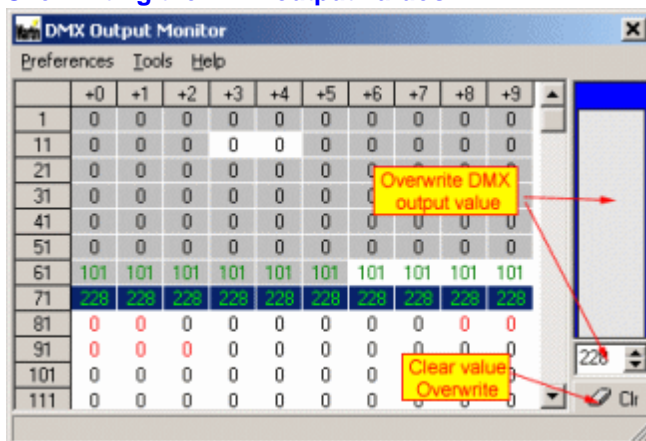 DMX Output Monitor
Preferences Tools Help
+0 +1 +2 +3 +4 +5 +6 +7 +8 +9
1 0 0 0 0 0 0 0 0 0 0
11 0 0 0 0 0 0 0 0 0 0
21 0 0 0 0 0 0 0 0 0
31 0 0 0 0 0 0
41 0 0 0 0 0 0
51 0 0 0 0 0 0 0 0 0 0
61 101 101 101 101 101 101 101 101 101 101
71 228 228 228 228 228 228 228 228 228 228
81 0 0 0 0 0 0 0 0 0 0
91 0 0 0 0 0 0 0 0 0 0
101 0 0 0 0 0 0 0
111 0 0 0 0 0 0 0 0 0
Overwrite DMX
output value
228
Clear value
Overwrite
Clr